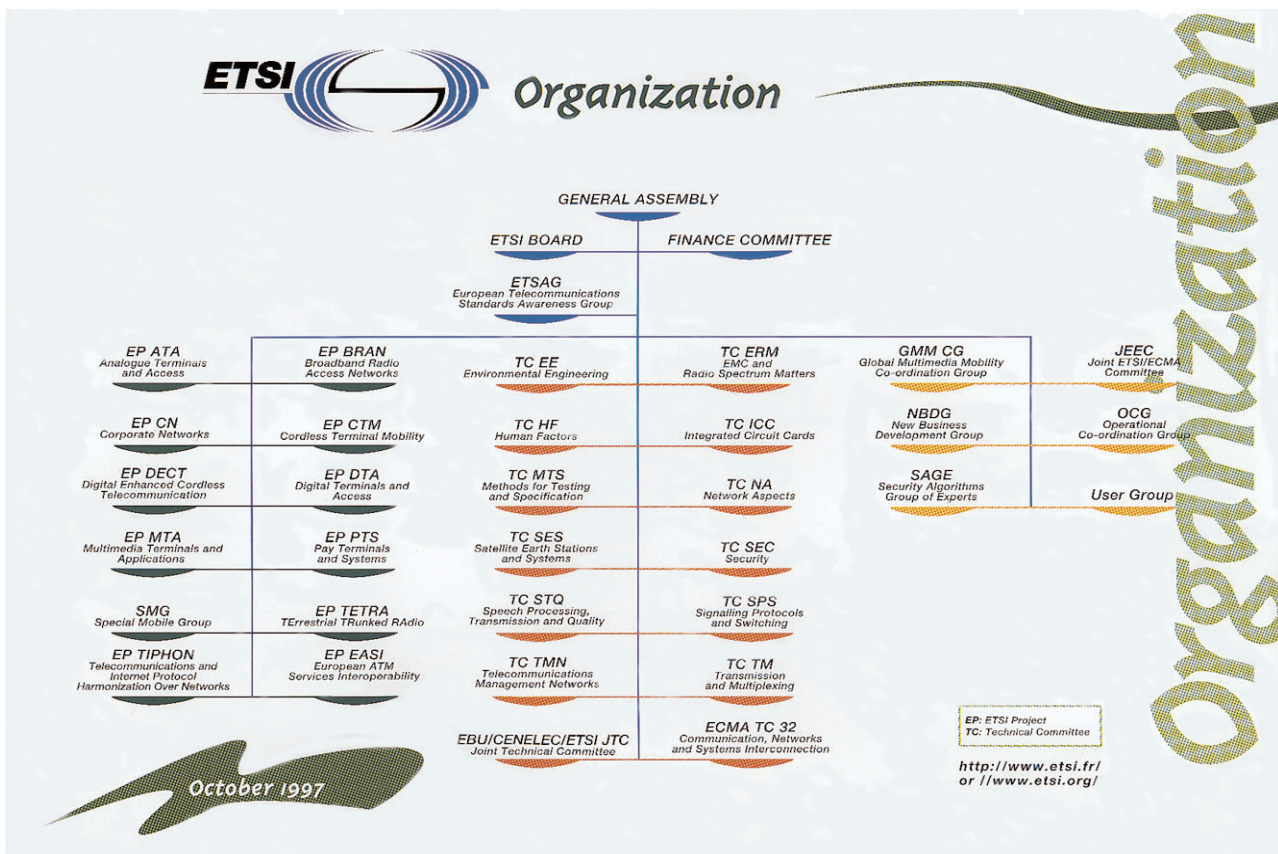 ETSI
Organization
Organization
GENERAL ASSEMBLY
ETSI BOARD
FINANCE COMMITTEE
ETSAG
European Telecommunications
Standards Awareness Group
EP ATA
Analogue Terminals
and Access
EP BRAN
Broadband Radio
Access Networks
TC EE
Environmental Engineering
TC ERM
EMC and
Radio Spectrum Matters
GMM CG
Global Multimedia Mobility
Co-ordination Group
JEEC
Joint ETSI/ECMA
Committee
EP CN
Corporate Networks
EP CTM
Cordless Terminal Mobility
TC HF
Human Factors
TC ICC
Integrated Circuit Cards
NBDG
New Business
Development Group
OCG
Operational
Co-ordination Group
EP DECT
Digital Enhanced Cordless
Telecommunication
EP DTA
Digital Terminals and
Access
TC MTS
Methods for Testing
and Specification
TC NA
Network Aspects
SAGE
Security Algorithms
Group of Experts
User Group
EP MTA
Multimedia Terminals and
Applications
EP PTS
Pay Terminals
and Systems
TC SES
Satellite Earth Stations
and Systems
TC SEC
Security
SMG
Special Mobile Group
EP TETRA
TErrestrial TRunked RAdio
TC STQ
Speech Processing,
Transmission and Quality
TC SPS
Signalling Protocols
and Switching
EP TIPHON
Telecommunications and
Internet Protocol
Harmonization Over Networks
EP EASI
European ATM
Services Interoperability
TC TMN
Telecommunications
Management Networks
TC TM
Transmission
and Multiplexing
EBU/CENELEC/ETSI JTC
Joint Technical Committee
ECMA TC 32
Communication, Networks
and Systems Interconnection
EP: ETSI Project
TC: Technical Committee
http://www.etsi.fr/
or //www.etsi.org/
October 1997